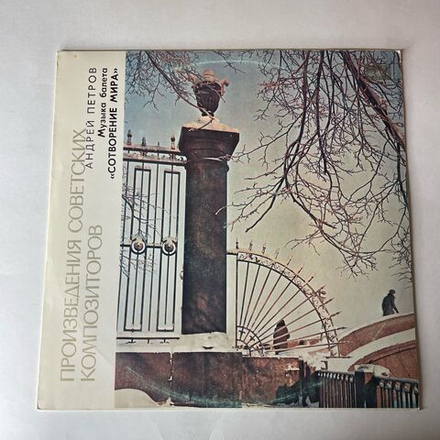 ПРОИЗВЕДЕНИЯ СОВЕТСКИХ
КОМПОЗИТОРОВ
АНДРЕЙ ПЕТРОВ
Музыка балета
«СОТВОРЕНИЕ МИРА»